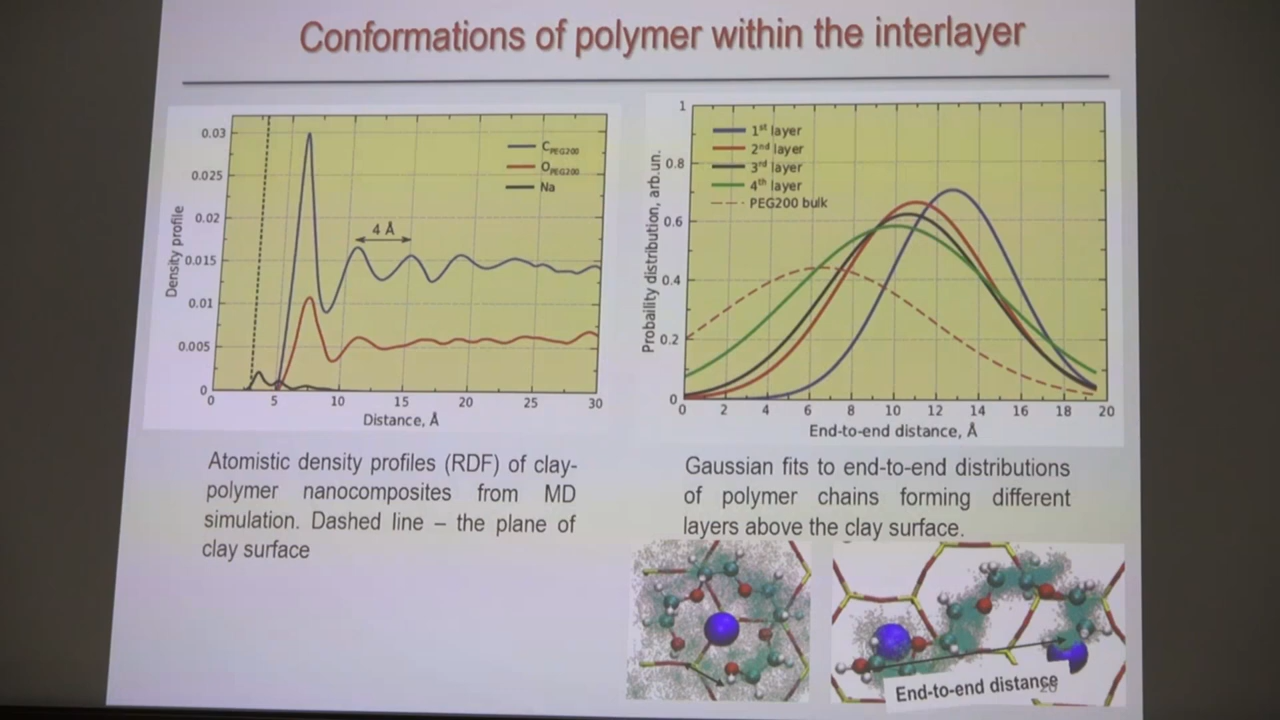 Conformations of polymer within the interlayer
0.03
0.025
0.02
0.015
0.01
0.005
0
Density profile
C PEG200
O PEG200
Na
4 Å
0 5 10 15 20 25 30
Distance, Å
1
0.8
0.6
0.4
0.2
0
Probaility distribution, arb.un.
1st layer
2nd layer
3rd layer
4th layer
PEG200 bulk
0 2 4 6 8 10 12 14 16 18 20
End-to-end distance, Å
Atomistic density profiles (RDF) of clay-
polymer nanocomposites from MD
simulation. Dashed line – the plane of
clay surface
Gaussian fits to end-to-end distributions
of polymer chains forming different
layers above the clay surface.
End-to-end distance